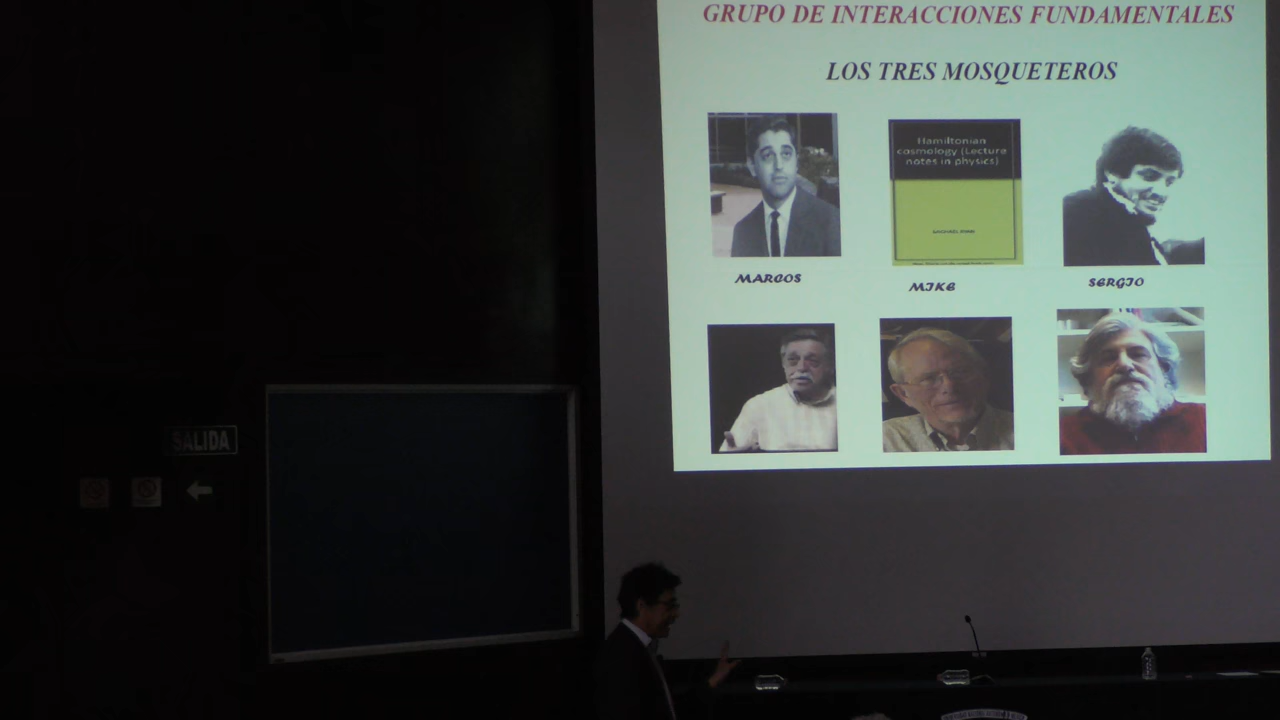 GRUPO DE INTERACCIONES FUNDAMENTALES
LOS TRES MOSQUETEROS
Hamiltonian
cosmology (Lecture
notes in physics)
MARCOS
MIKE
SERGIO
SALIDA